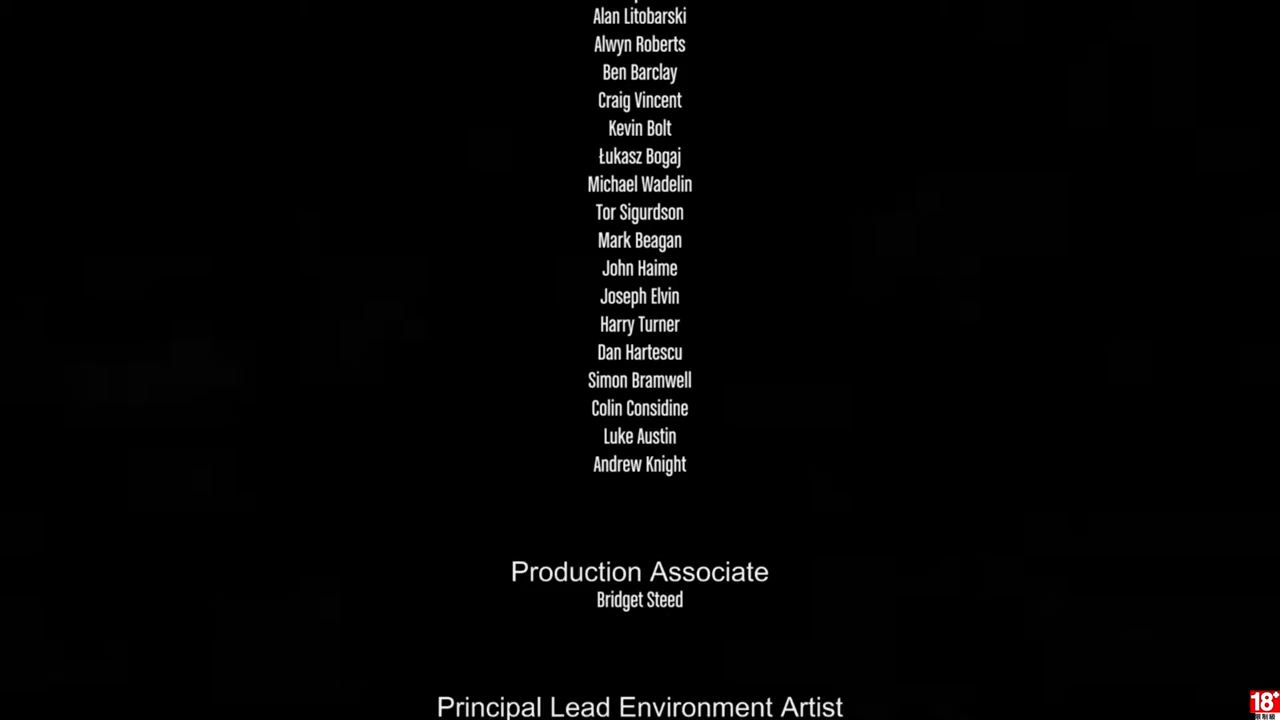 Alan Litobarski
Alwyn Roberts
Ben Barclay
Craig Vincent
Kevin Bolt
Łukasz Bogaj
Michael Wadelin
Tor Sigurdson
Mark Beagan
John Haime
Joseph Elvin
Harry Turner
Dan Hartescu
Simon Bramwell
Colin Considine
Luke Austin
Andrew Knight
Production Associate
Bridget Steed
Principal Lead Environment Artist
18+